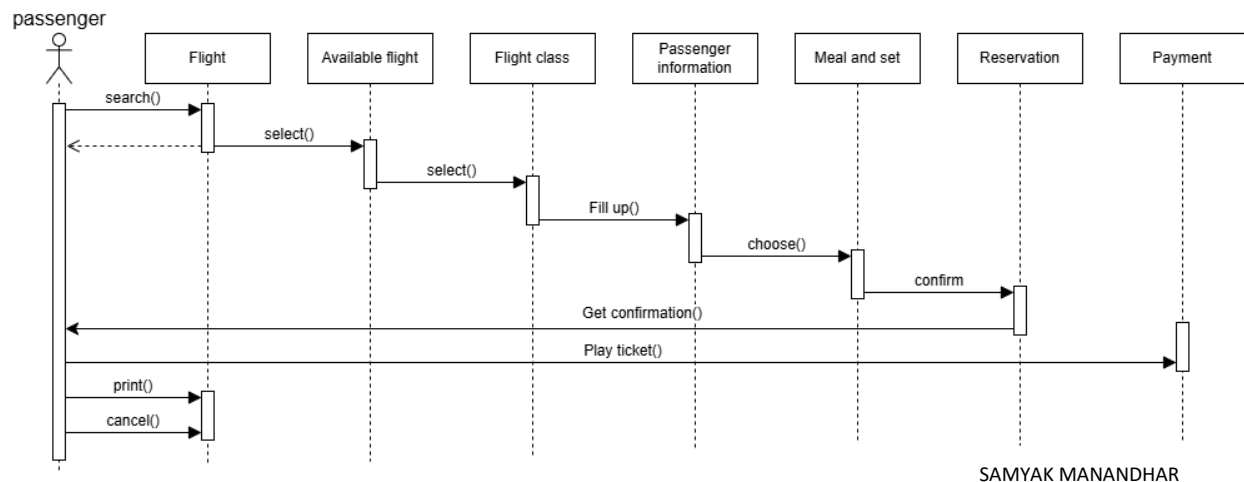 passenger
Flight
Available flight
Flight class
Passenger
information
Meal and set
Reservation
Payment
search()
select()
select()
Fill up()
choose()
confirm
Get confirmation()
Play ticket()
print()
cancel()
SAMYAK MANANDHAR